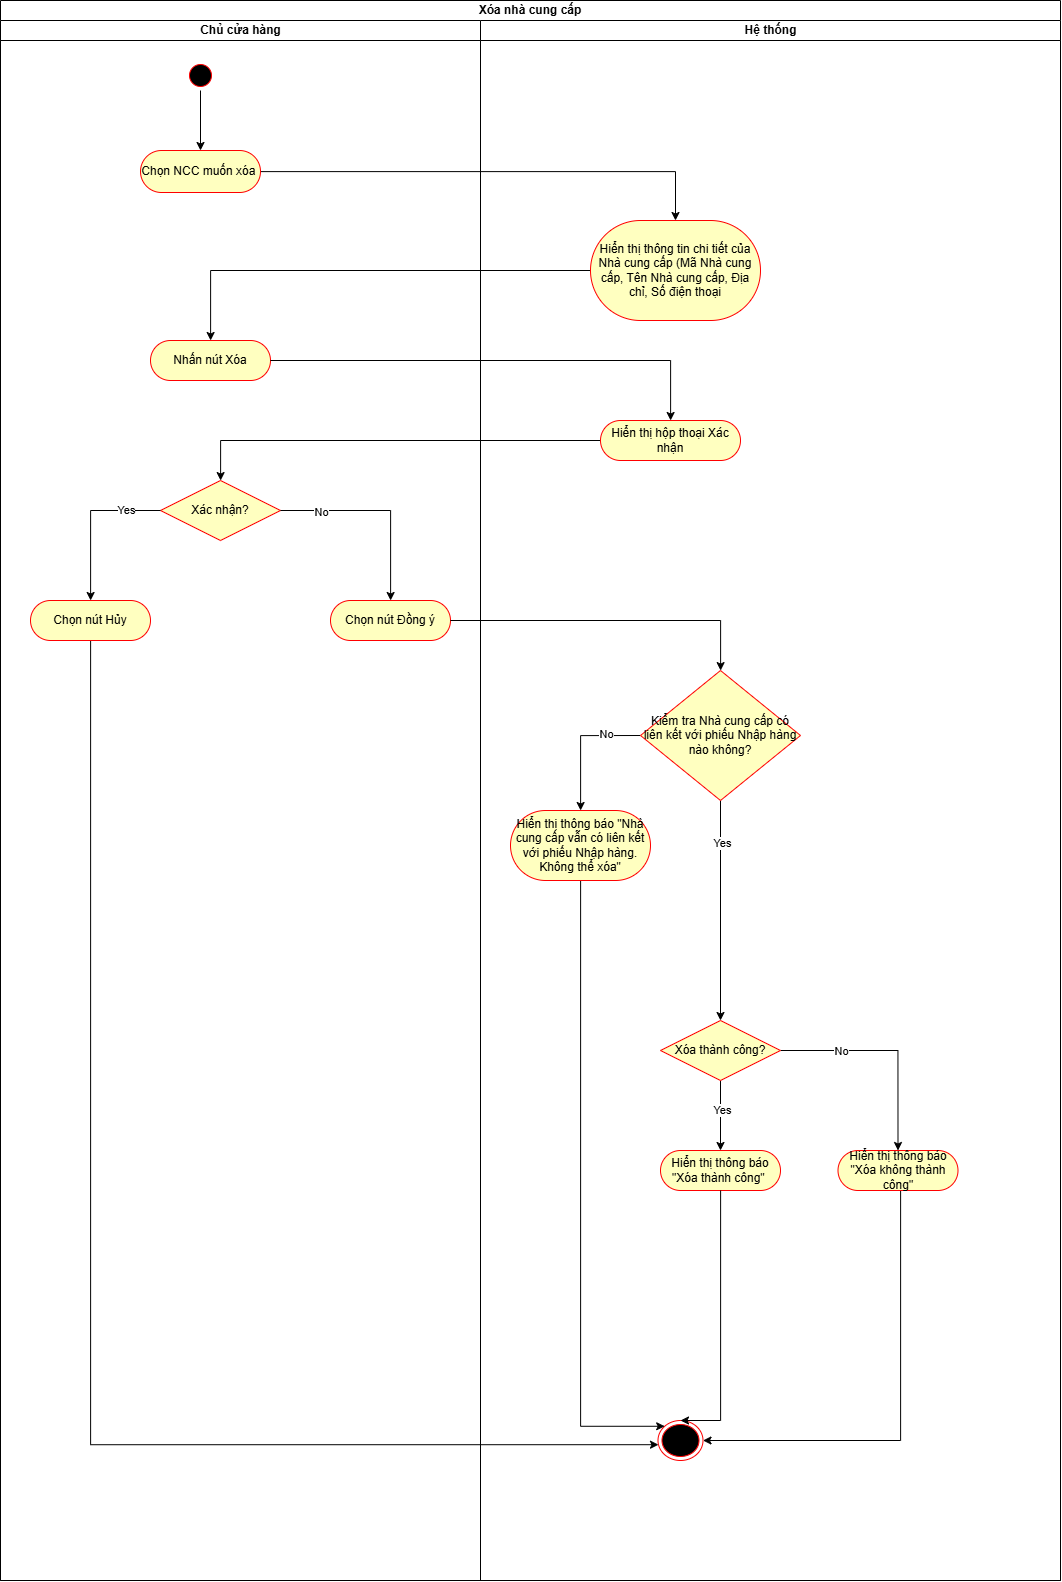 Xóa nhà cung cấp
Chủ cửa hàng
Hệ thống
Chọn NCC muốn xóa
Hiển thị thông tin chi tiết của
Nhà cung cấp (Mã Nhà cung
cấp, Tên Nhà cung cấp, Địa
chỉ, Số điện thoại
Nhấn nút Xóa
Hiển thị hộp thoại Xác
nhận
Xác nhận?
Yes
No
Chọn nút Hủy
Chọn nút Đồng ý
Kiểm tra Nhà cung cấp có
liên kết với phiếu Nhập hàng
nào không?
No
Hiển thị thông báo "Nhà
cung cấp vẫn có liên kết
với phiếu Nhập hàng.
Không thể xóa"
Yes
Xóa thành công?
No
Yes
Hiển thị thông báo
"Xóa thành công"
Hiển thị thông báo
"Xóa không thành
công"